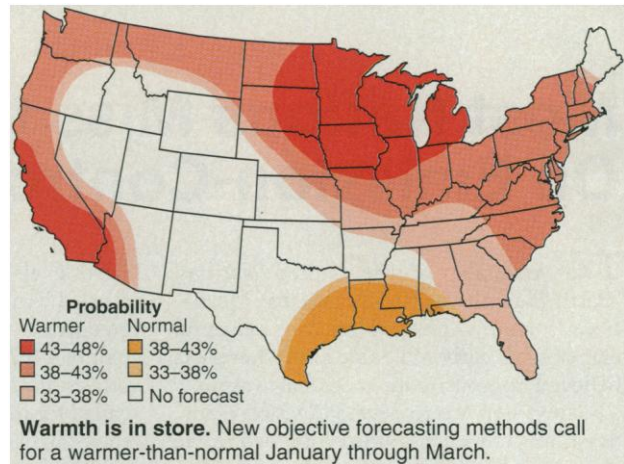 Probability
Warmer Normal
43–48% 38–43%
38–43% 33–38%
33–38% No forecast
Warmth is in store. New objective forecasting methods call
for a warmer-than-normal January through March.